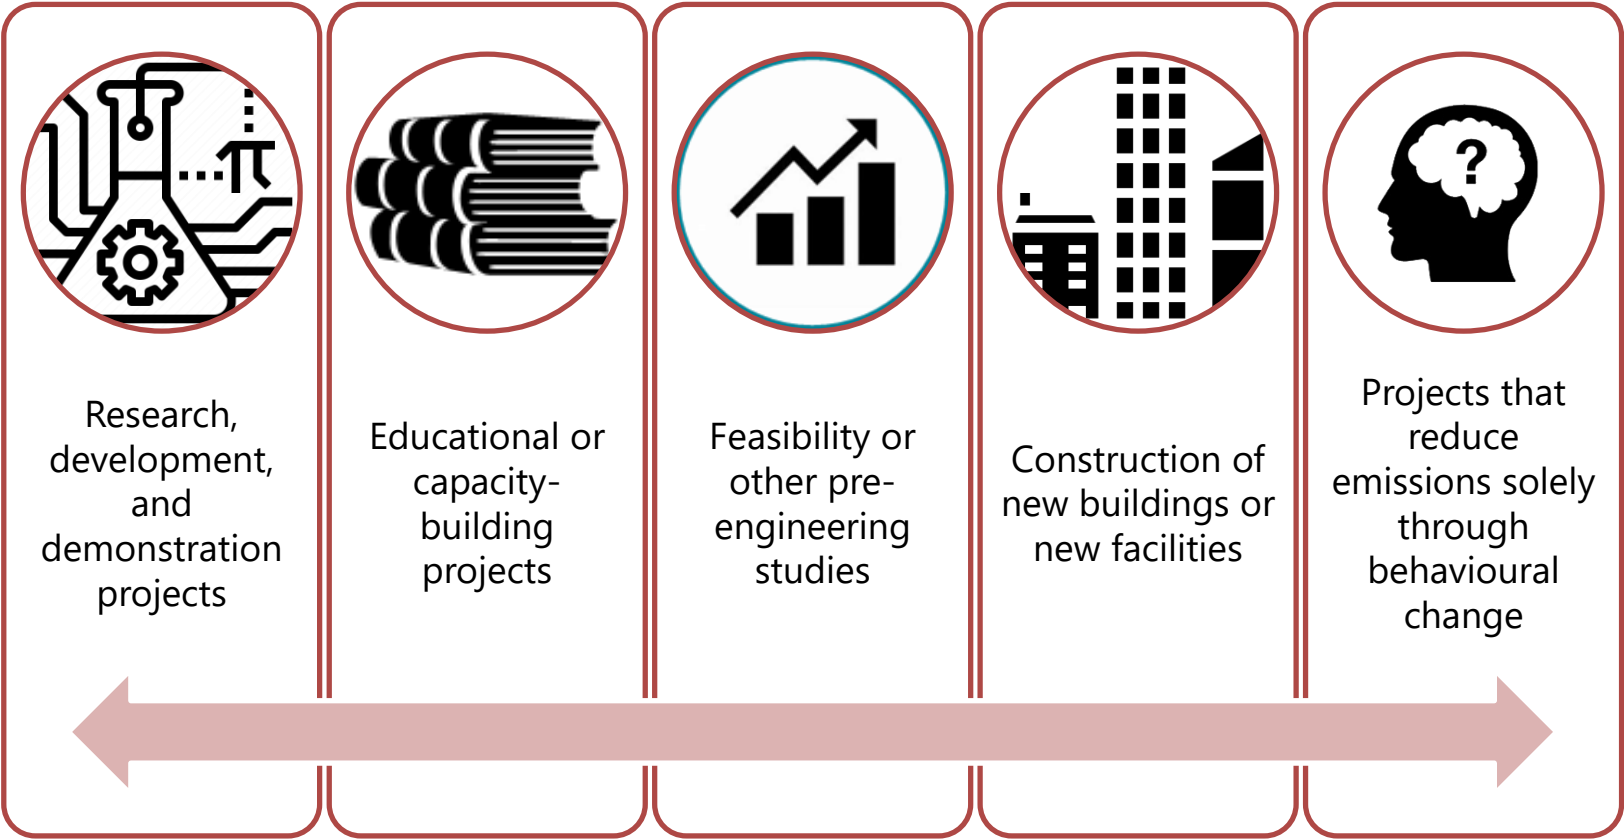 π
?
Research,
development,
and
demonstration
projects
Educational or
capacity-
building
projects
Feasibility or
other pre-
engineering
studies
Construction of
new buildings or
new facilities
Projects that
reduce
emissions solely
through
behavioural
change